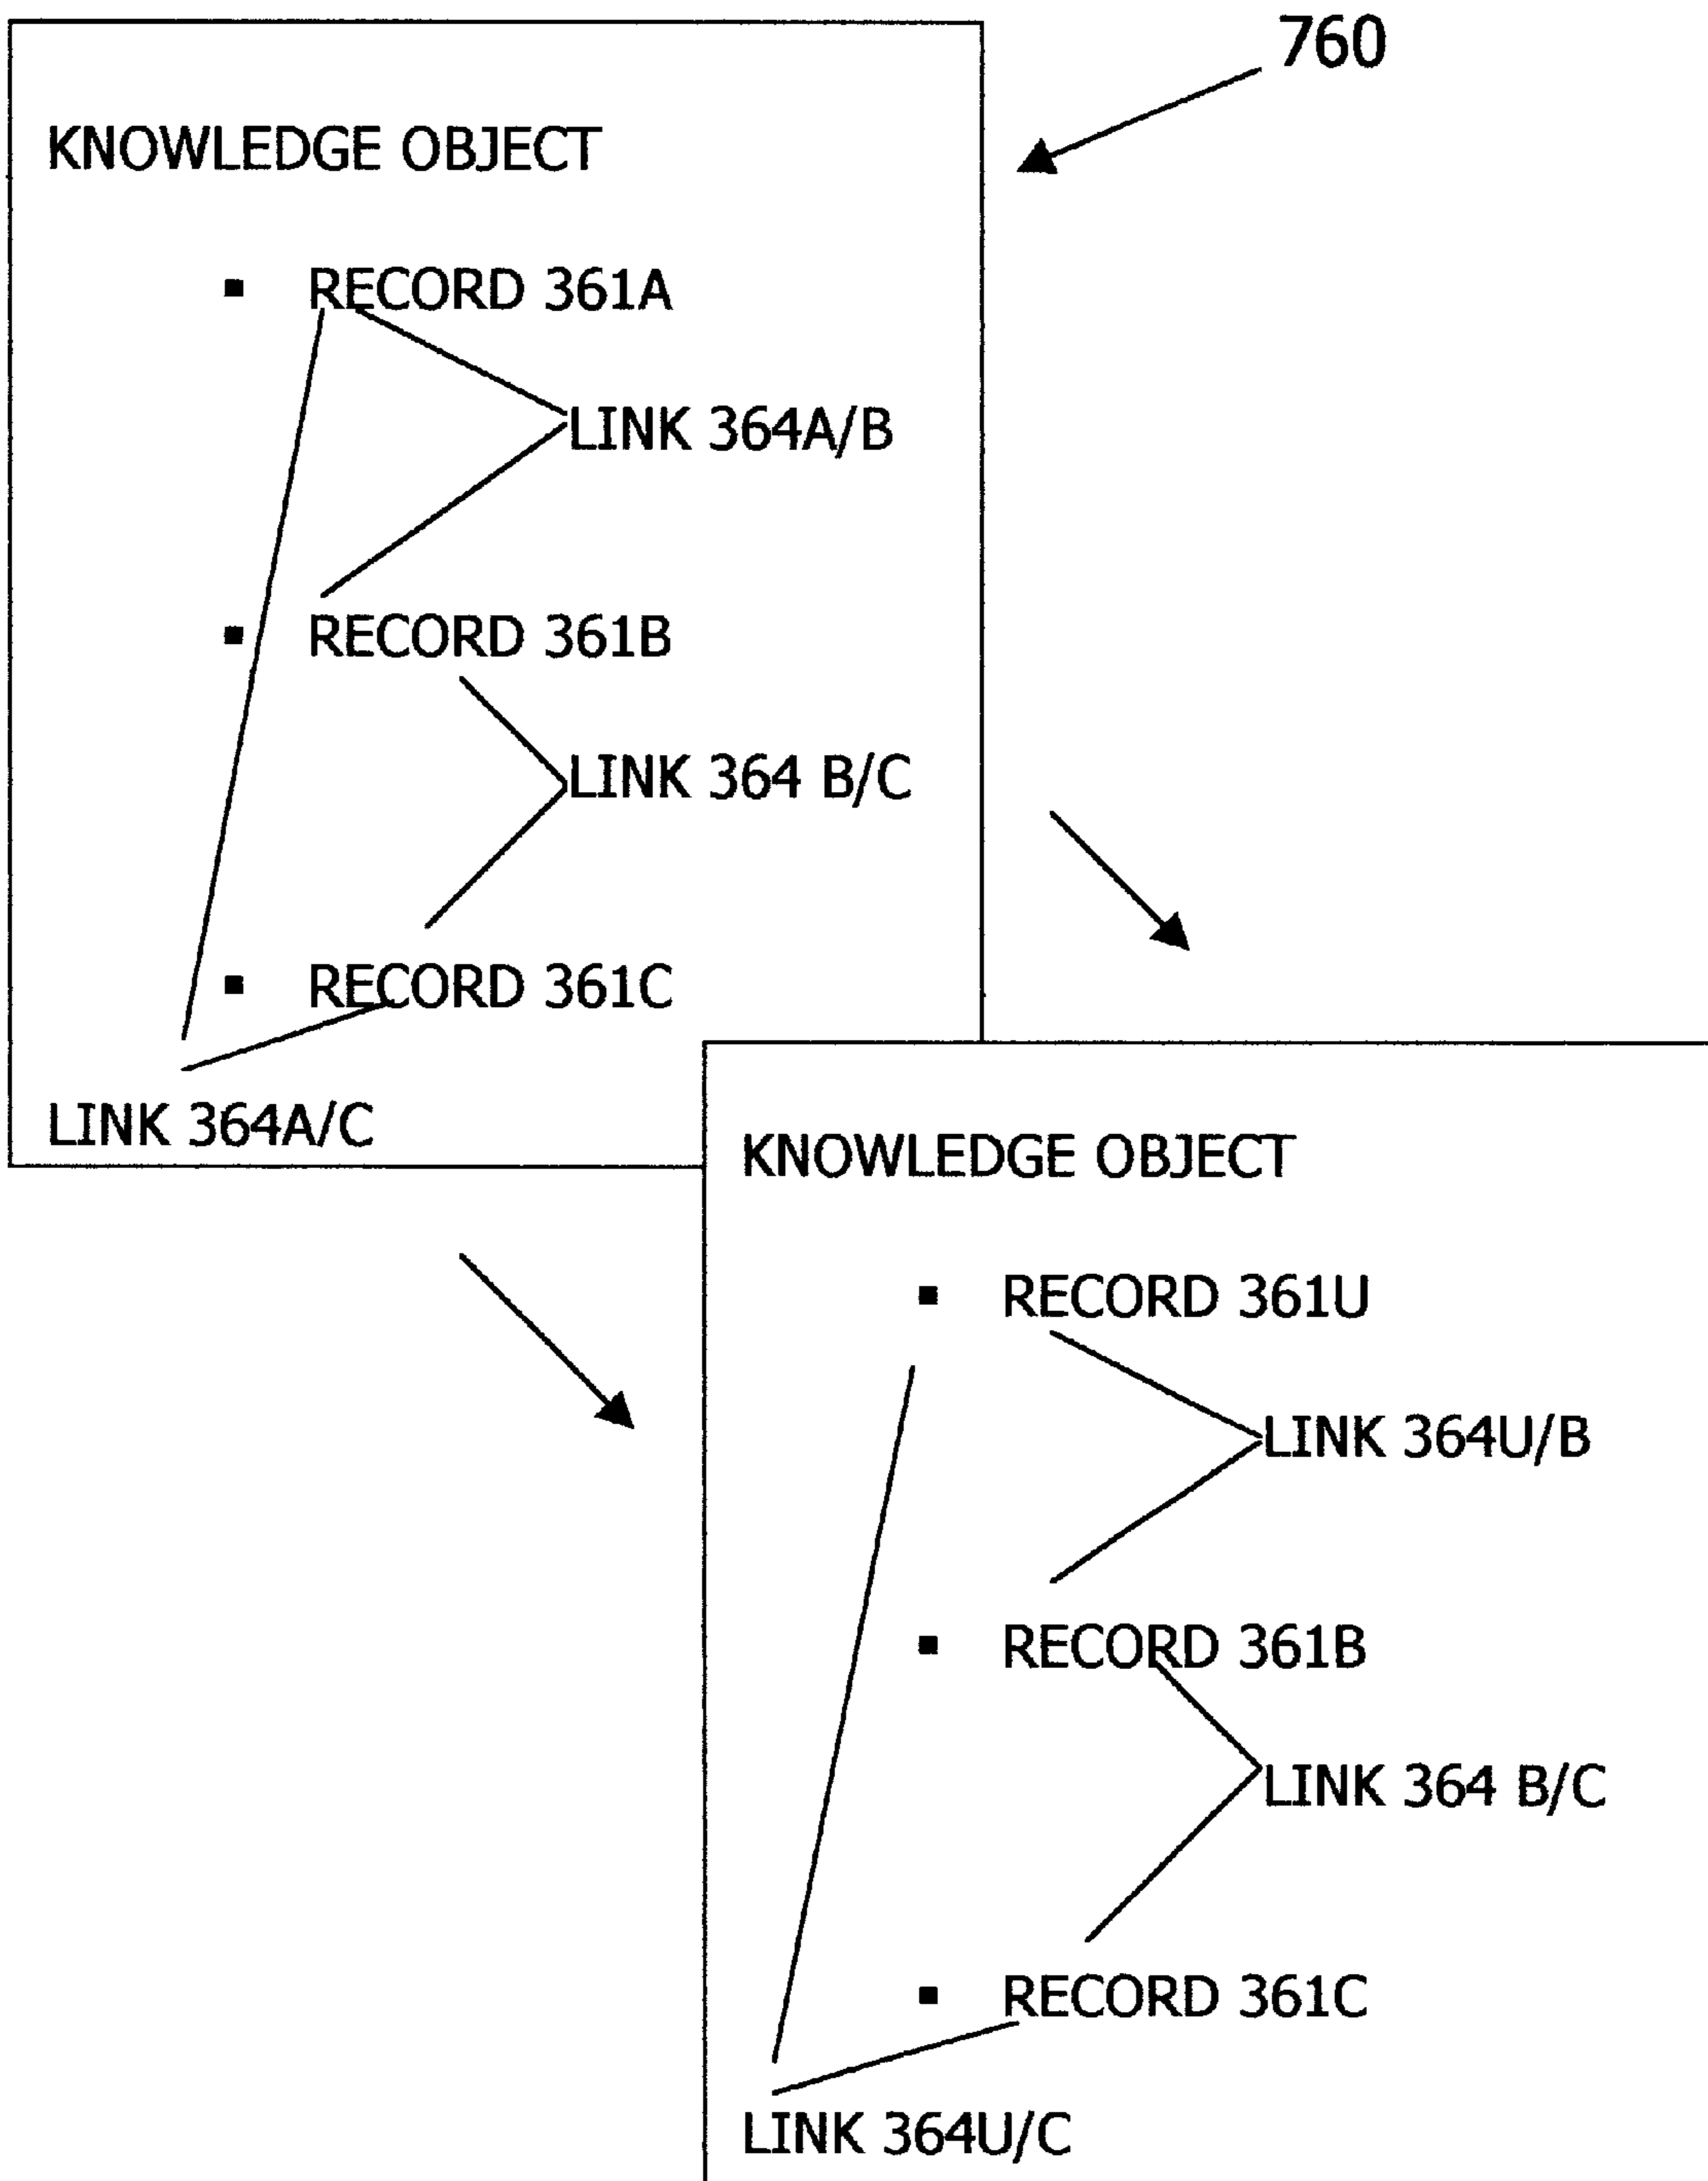 760
KNOWLEDGE OBJECT
▪ RECORD 361A
LINK 364A/B
▪ RECORD 361B
LINK 364 B/C
▪ RECORD 361C
LINK 364A/C
KNOWLEDGE OBJECT
▪ RECORD 361U
LINK 364U/B
▪ RECORD 361B
LINK 364 B/C
▪ RECORD 361C
LINK 364U/C